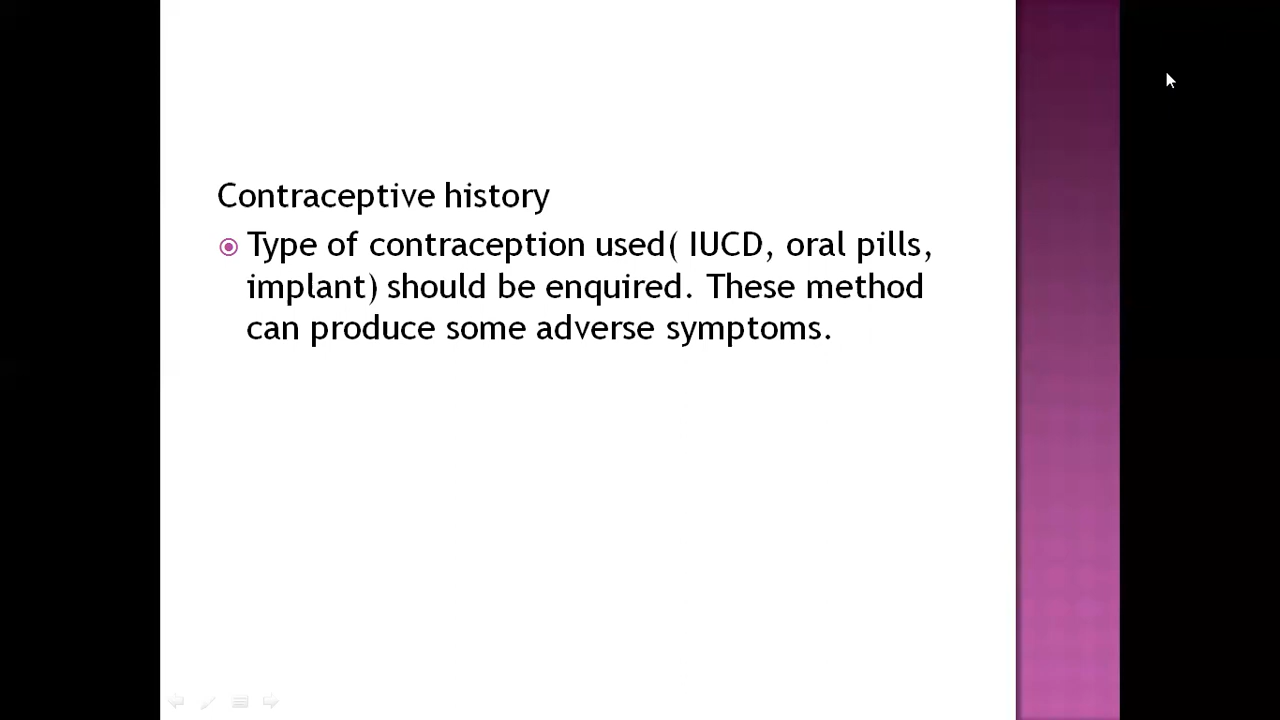 Contraceptive history
Type of contraception used( IUCD, oral pills,
implant) should be enquired. These method
can produce some adverse symptoms.